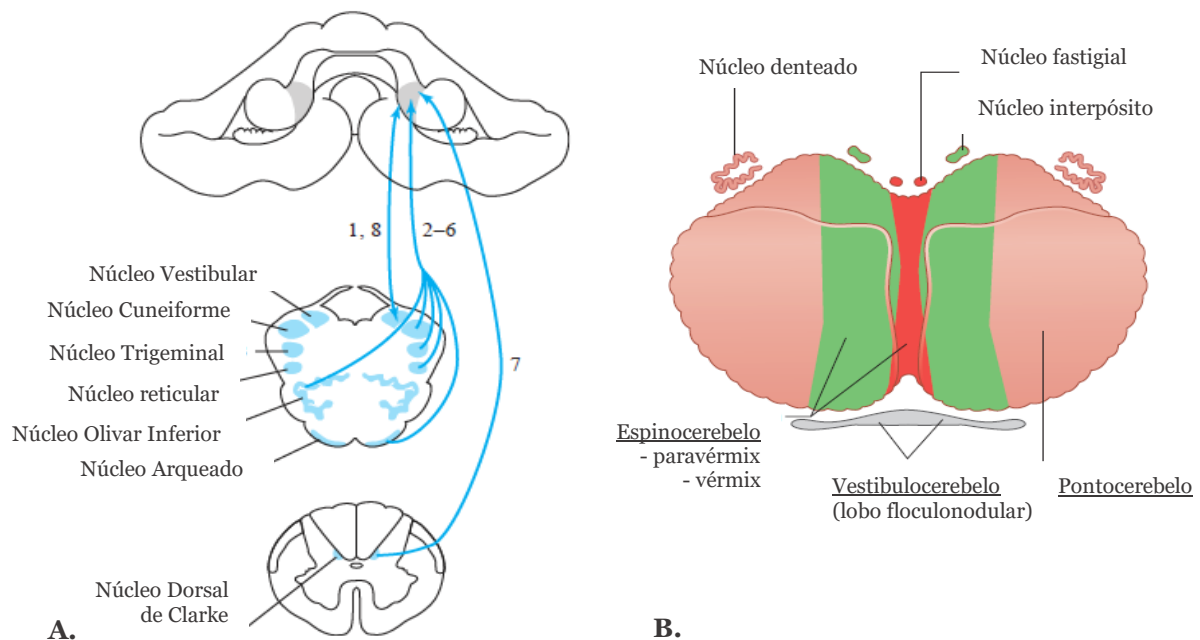 1, 8
2–6
Núcleo Vestibular
Núcleo Cuneiforme
Núcleo Trigeminal
Núcleo reticular
7
Núcleo Olivar Inferior
Núcleo Arqueado
Núcleo Dorsal
de Clarke
A.
Núcleo denteado
Núcleo fastigial
Núcleo interpósito
Espinocerebelo
- paravérmix
- vérmix
Vestibulocerebelo
(lobo floculonodular)
Pontocerebelo
B.